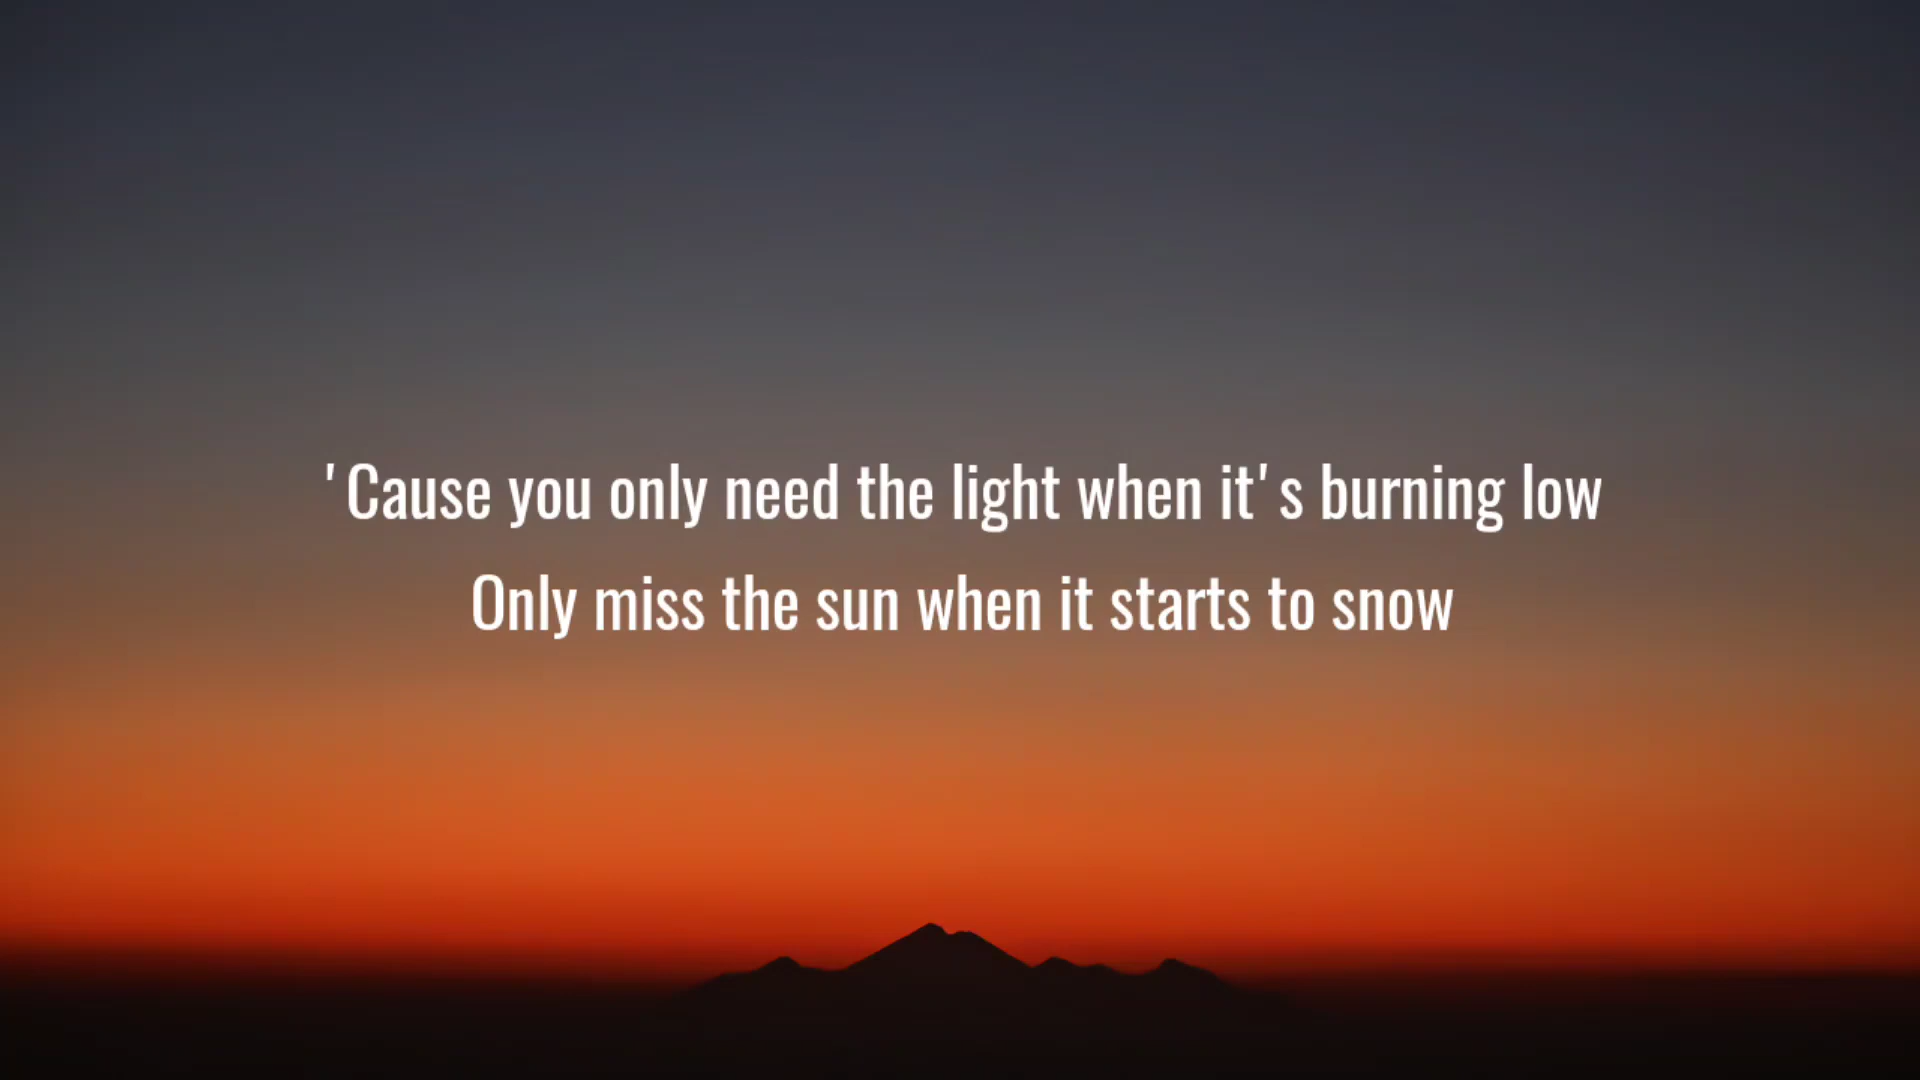 'Cause you only need the light when it's burning low
Only miss the sun when it starts to snow